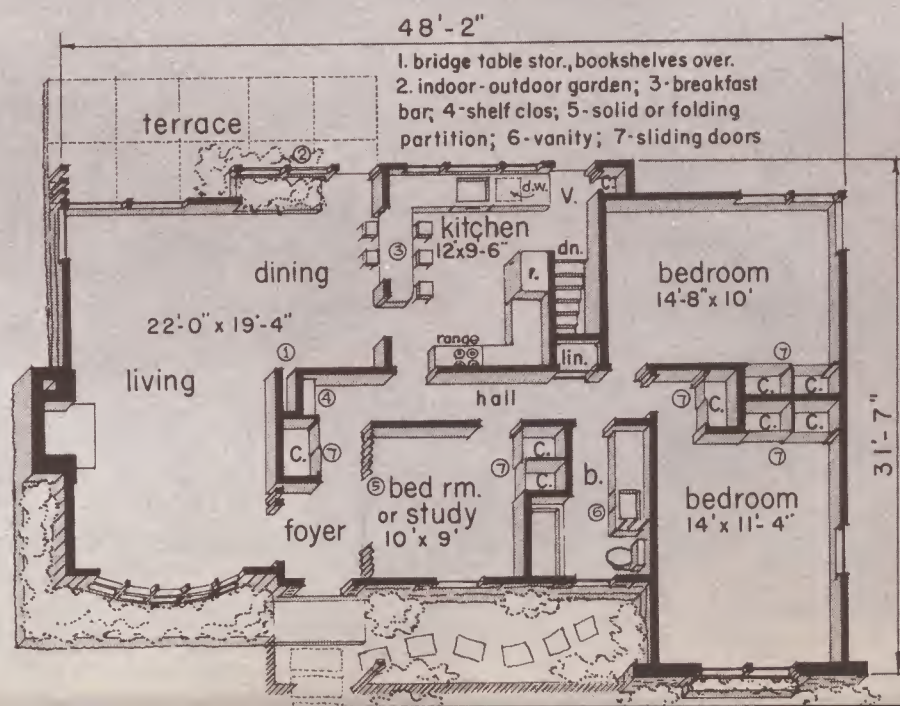 48'-2"
1. bridge table stor., bookshelves over.
2. indoor-outdoor garden; 3-breakfast
bar; 4-shelf clos; 5-solid or folding
partition; 6-vanity; 7-sliding doors
terrace
②
C.
d.w.
V.
kitchen
12'x9-6"
③
dn.
r.
dining
bedroom
14'-8" x 10'
22'-0" x 19'-4"
range
lin.
①
living
④
hall
⑦
C.
C.
⑦
C.
C.
C.
⑦
31'-7"
C.
⑦
⑤
bed rm.
or study
10' x 9'
⑦
C.
C.
b.
⑥
bedroom
14' x 11'-4"
foyer